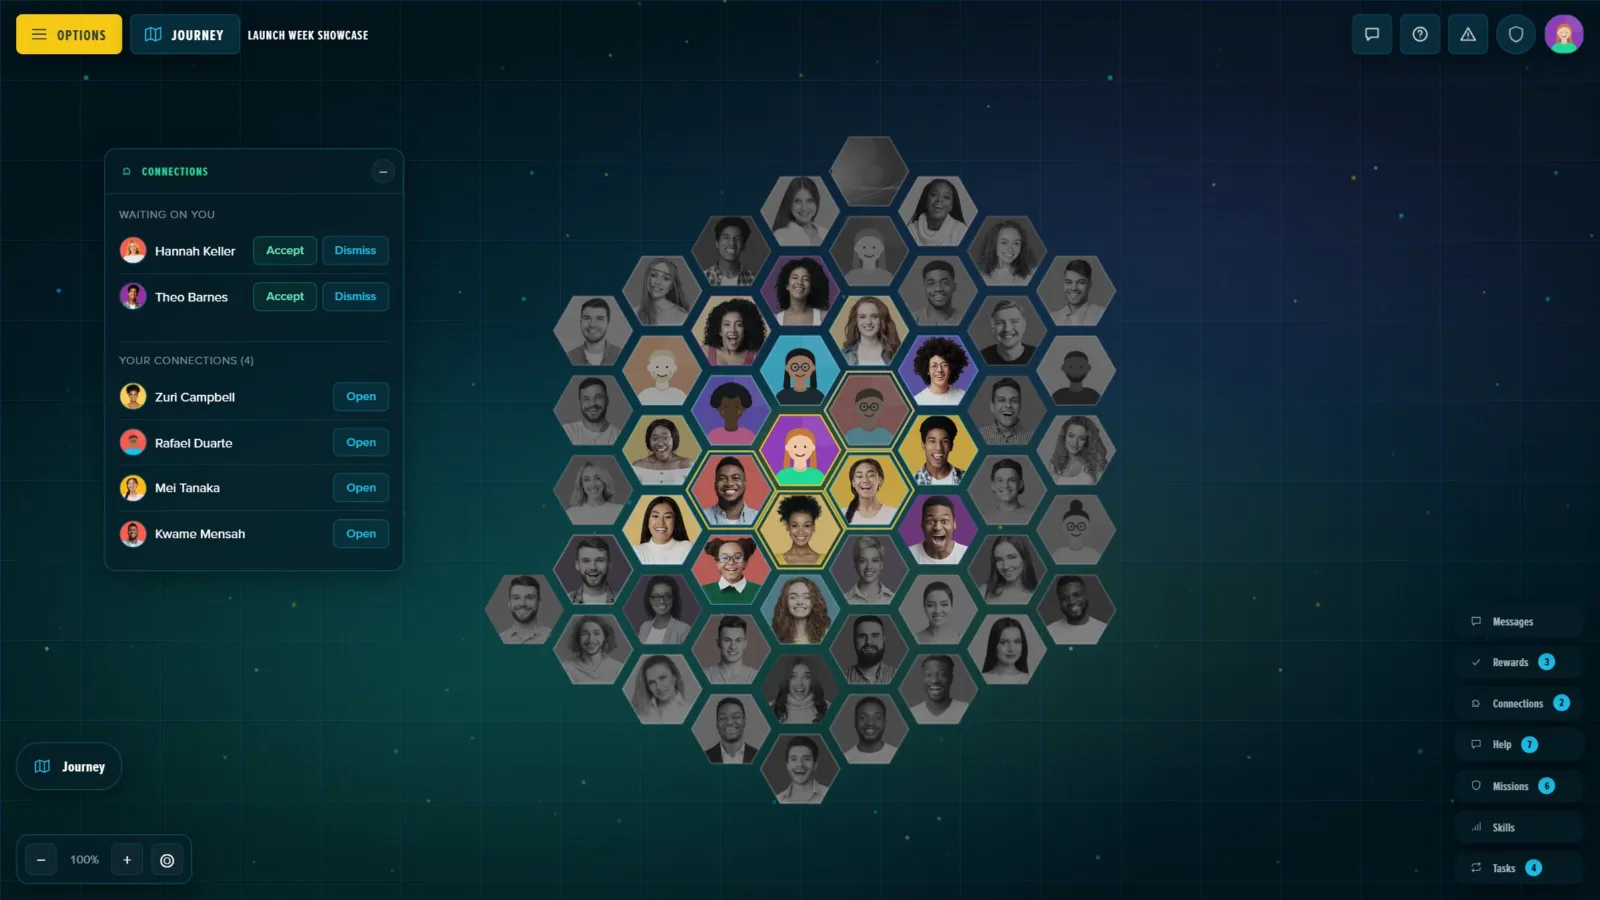 OPTIONS
JOURNEY
LAUNCH WEEK SHOWCASE
CONNECTIONS
WAITING ON YOU
Hannah Keller Accept Dismiss
Theo Barnes Accept Dismiss
YOUR CONNECTIONS (4)
Zuri Campbell Open
Rafael Duarte Open
Mei Tanaka Open
Kwame Mensah Open
Messages
Rewards 3
Connections 2
Help 7
Missions 6
Skills
Tasks 4
Journey
− 100% +